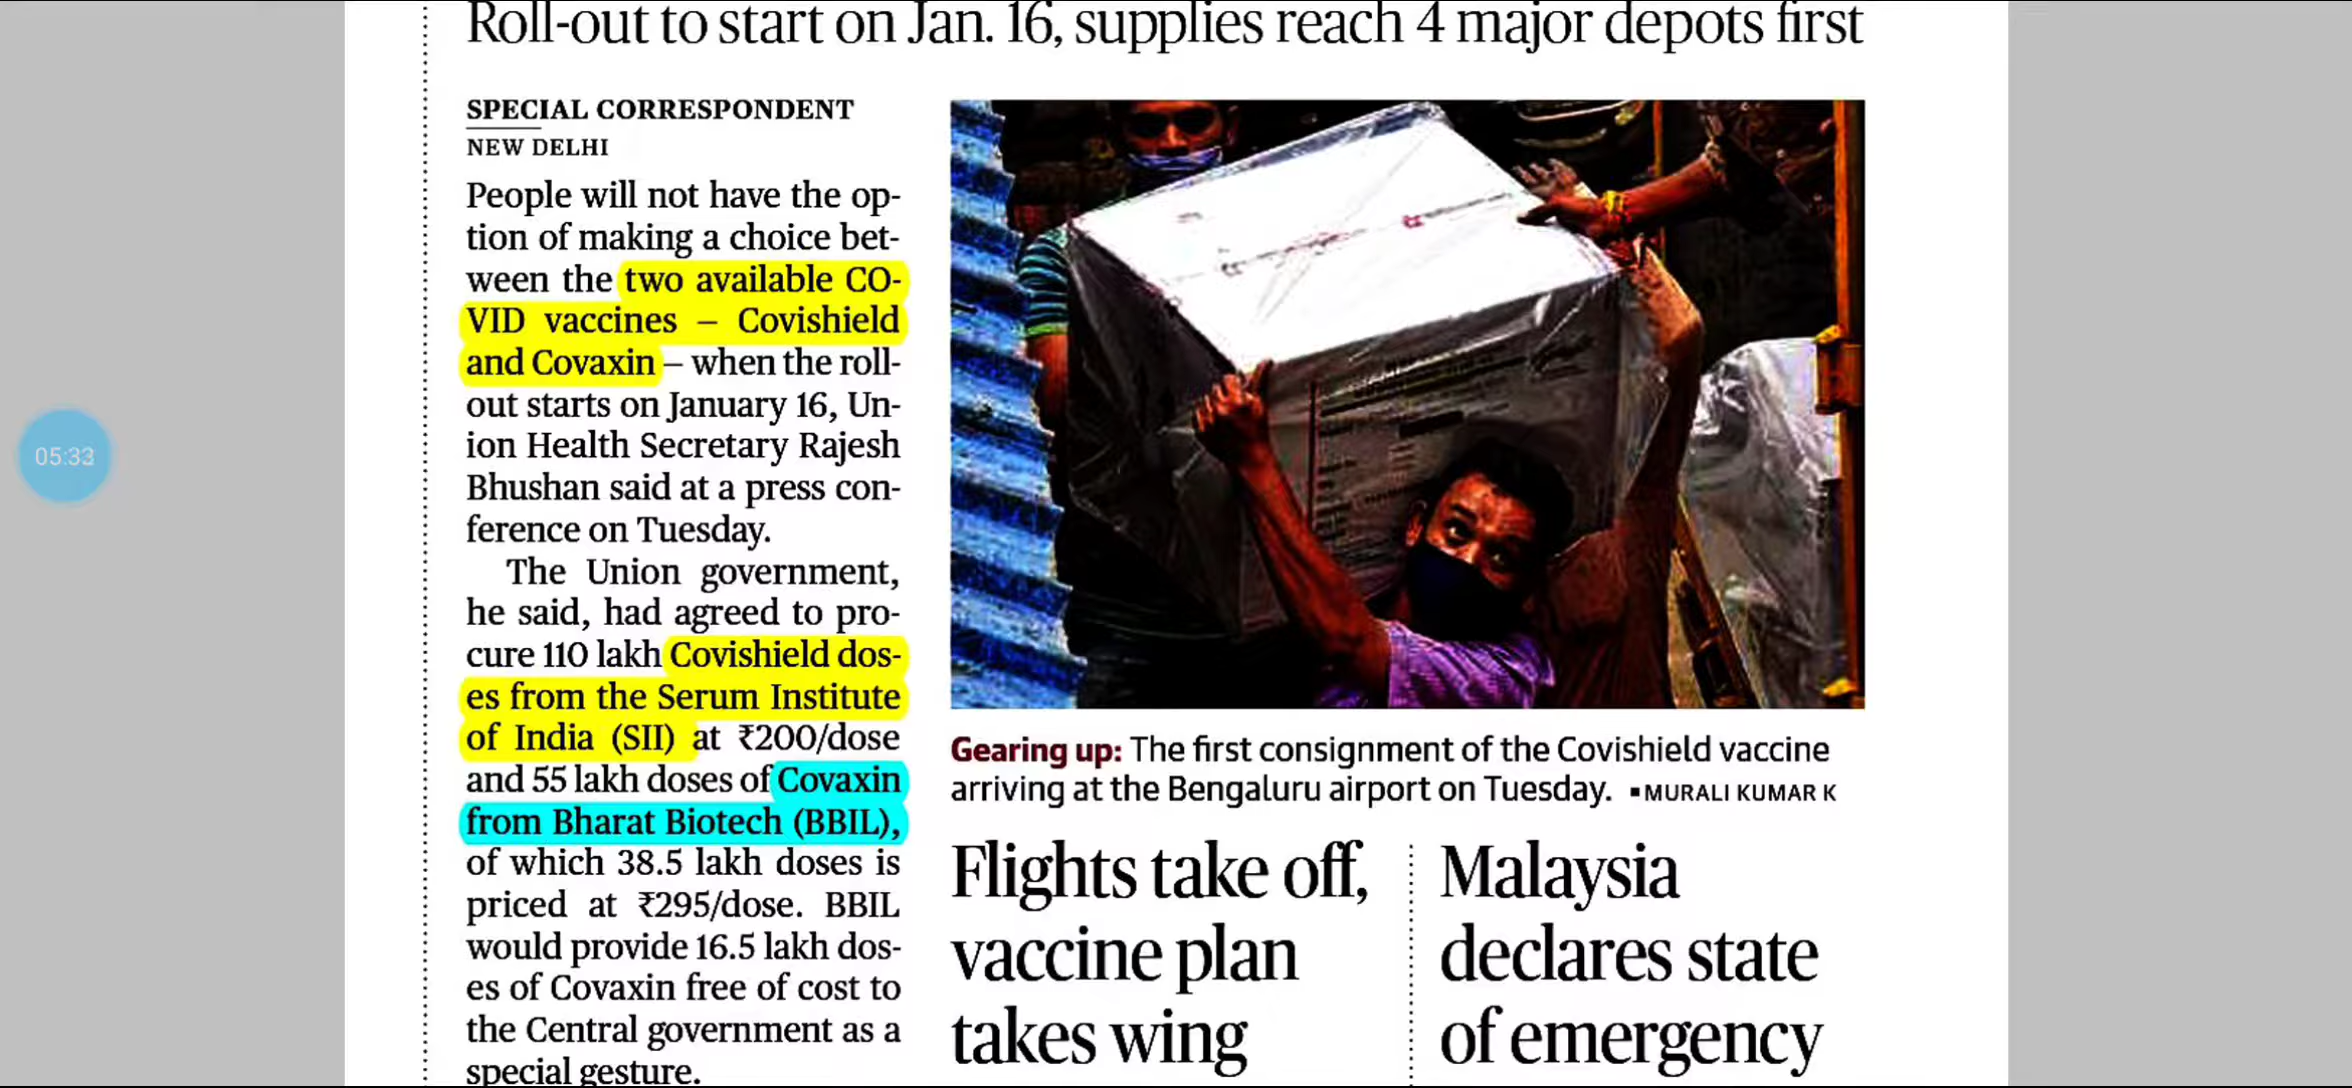 Roll-out to start on Jan. 16, supplies reach 4 major depots first
SPECIAL CORRESPONDENT
NEW DELHI
People will not have the op-
tion of making a choice bet-
ween the two available CO-
VID vaccines – Covishield
and Covaxin – when the roll-
out starts on January 16, Un-
ion Health Secretary Rajesh
Bhushan said at a press con-
ference on Tuesday.
The Union government,
he said, had agreed to pro-
cure 110 lakh Covishield dos-
es from the Serum Institute
of India (SII) at ₹200/dose
and 55 lakh doses of Covaxin
from Bharat Biotech (BBIL),
of which 38.5 lakh doses is
priced at ₹295/dose. BBIL
would provide 16.5 lakh dos-
es of Covaxin free of cost to
the Central government as a
special gesture.
Gearing up: The first consignment of the Covishield vaccine
arriving at the Bengaluru airport on Tuesday. ▪MURALI KUMAR K
Flights take off,
vaccine plan
takes wing
Malaysia
declares state
of emergency
05:33